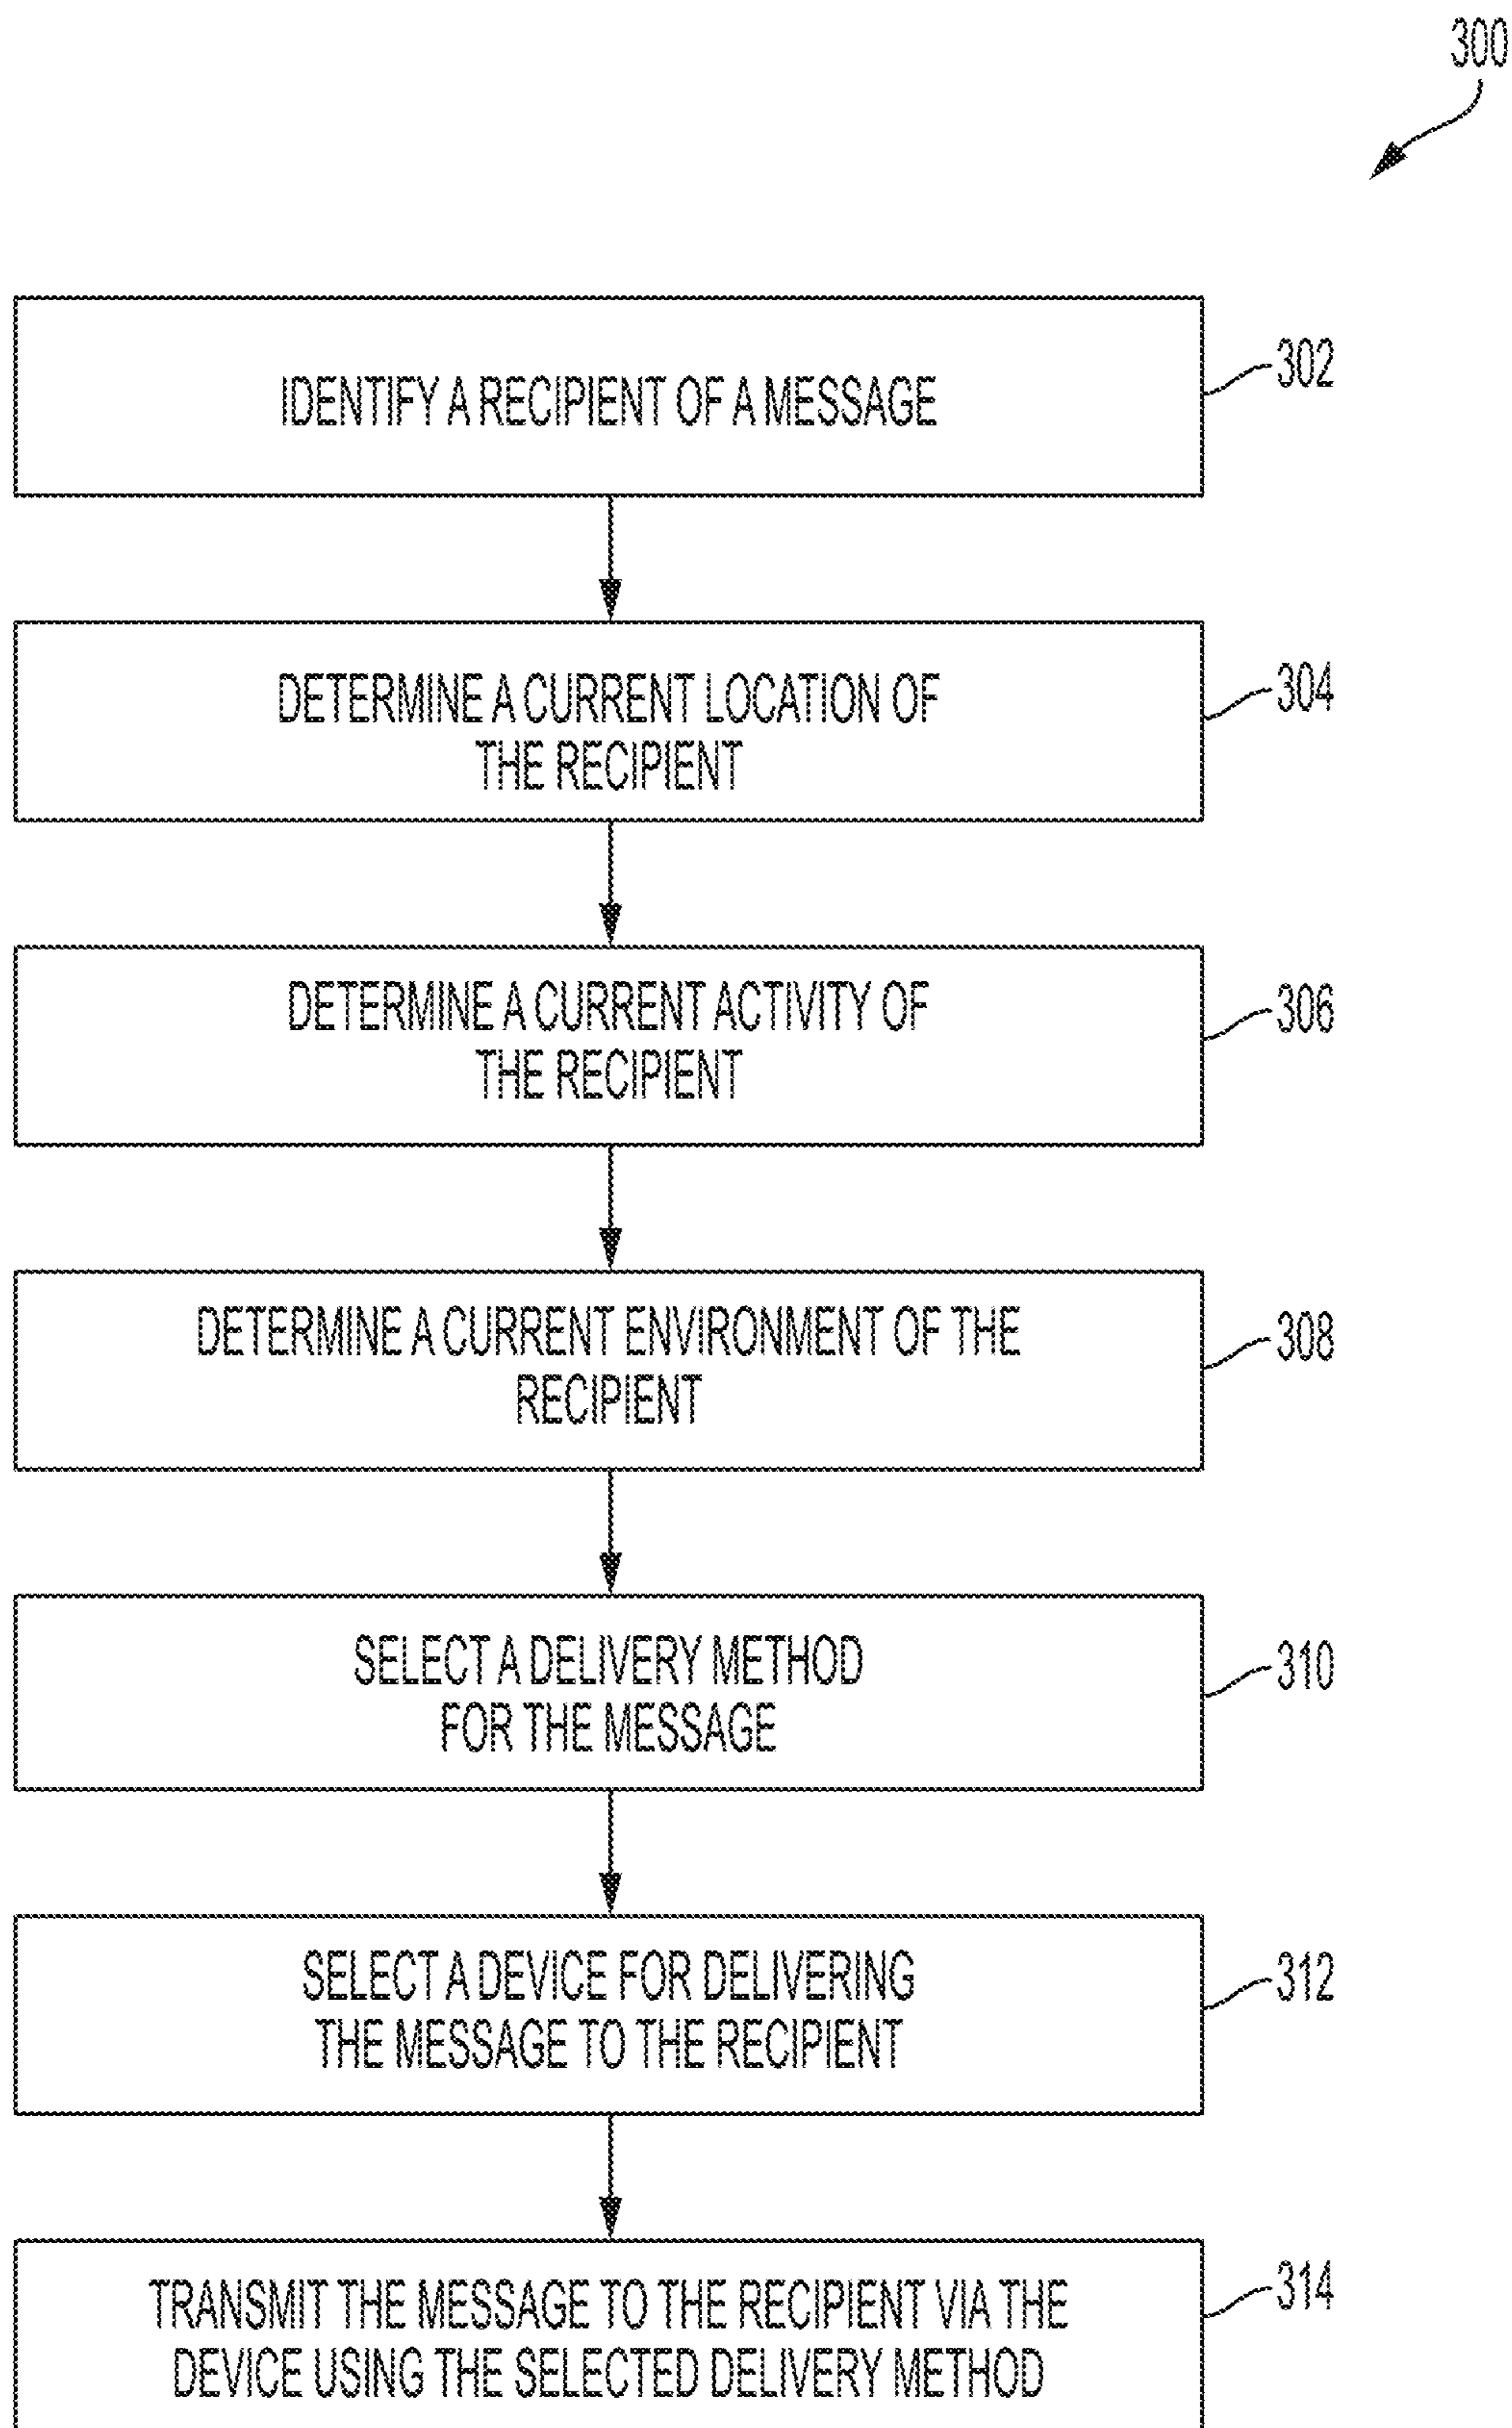 300
IDENTIFY A RECIPIENT OF A MESSAGE
302
DETERMINE A CURRENT LOCATION OF
THE RECIPIENT
304
DETERMINE A CURRENT ACTIVITY OF
THE RECIPIENT
306
DETERMINE A CURRENT ENVIRONMENT OF THE
RECIPIENT
308
SELECT A DELIVERY METHOD
FOR THE MESSAGE
310
SELECT A DEVICE FOR DELIVERING
THE MESSAGE TO THE RECIPIENT
312
TRANSMIT THE MESSAGE TO THE RECIPIENT VIA THE
DEVICE USING THE SELECTED DELIVERY METHOD
314